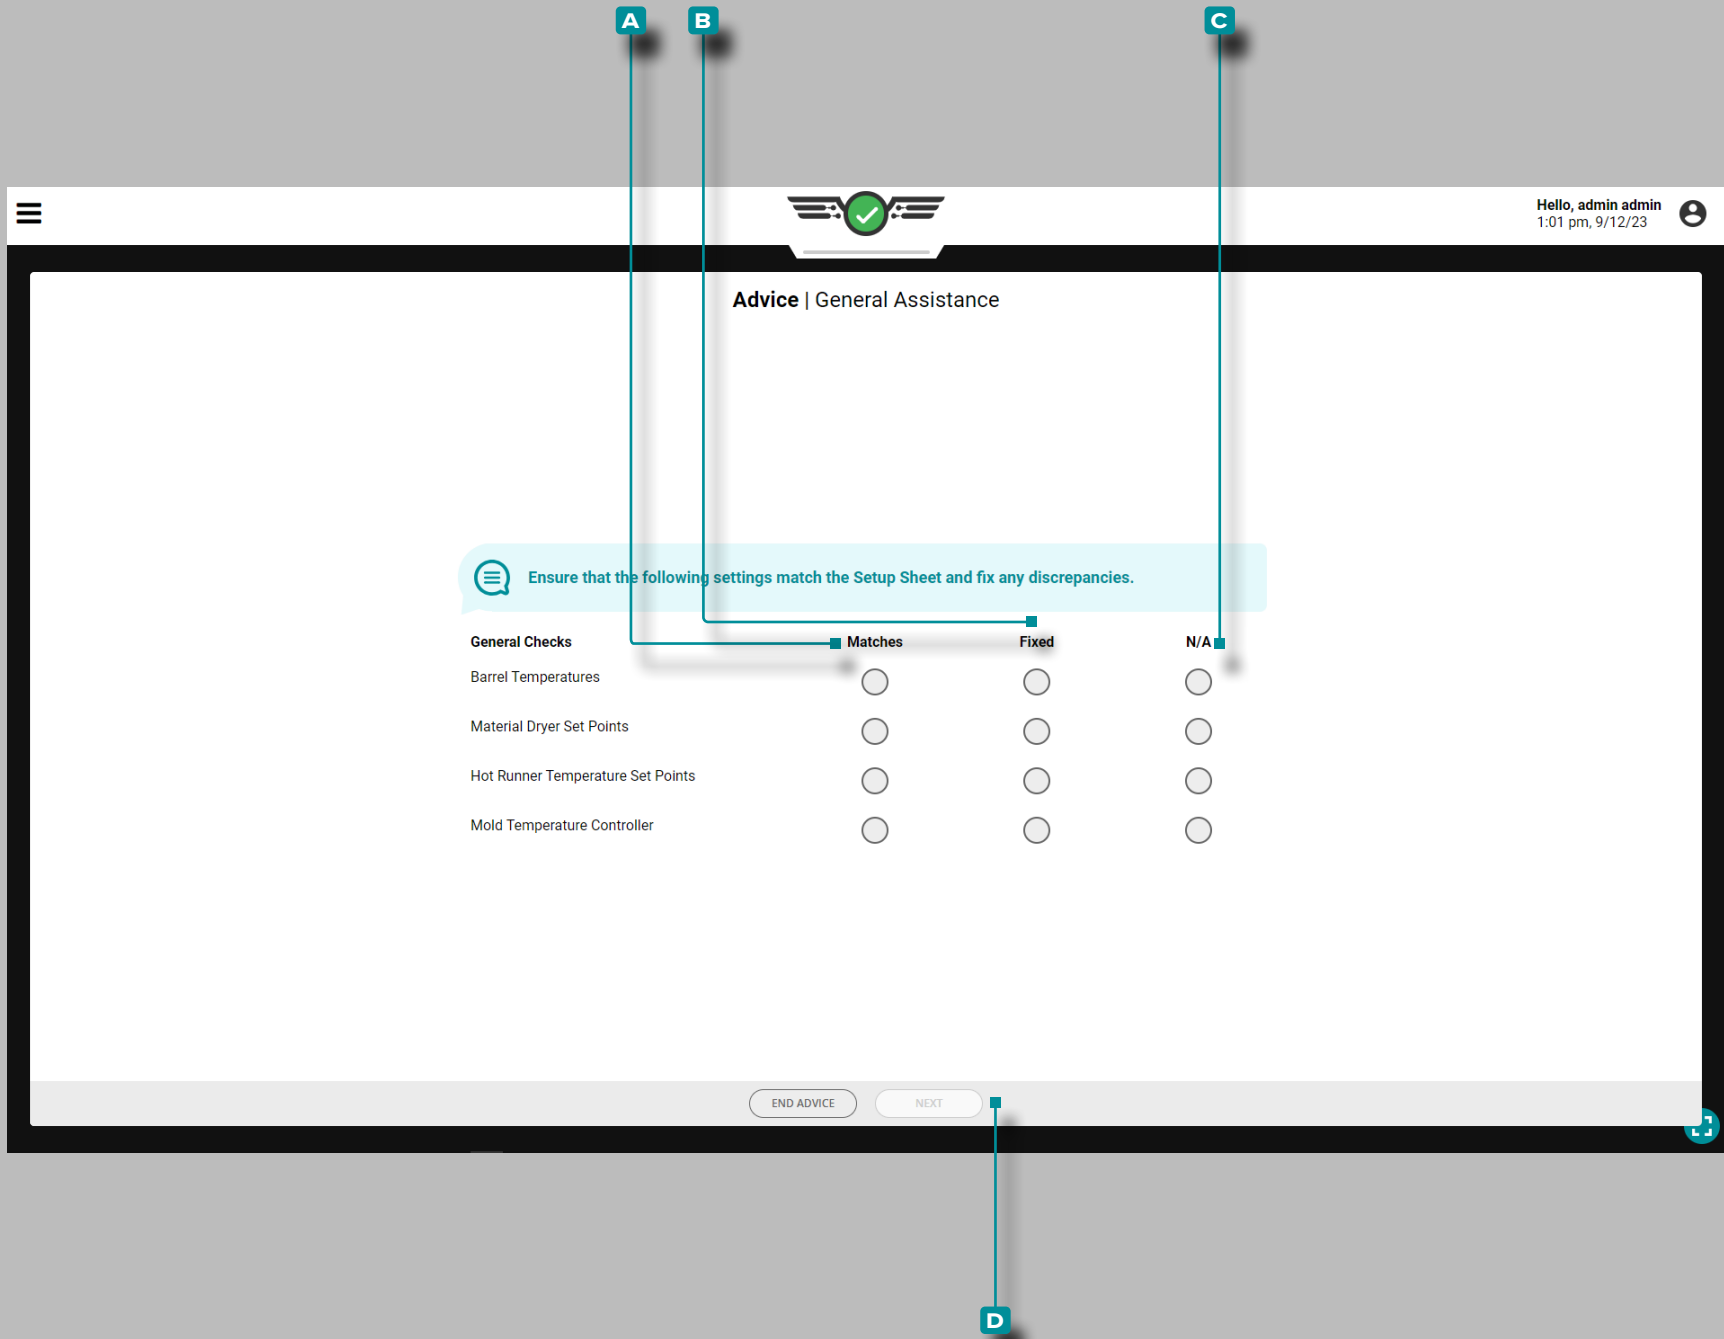 A B C
Hello, admin admin
1:01 pm, 9/12/23
Advice | General Assistance
Ensure that the following settings match the Setup Sheet and fix any discrepancies.
General Checks Matches Fixed N/A
Barrel Temperatures
Material Dryer Set Points
Hot Runner Temperature Set Points
Mold Temperature Controller
END ADVICE NEXT
D